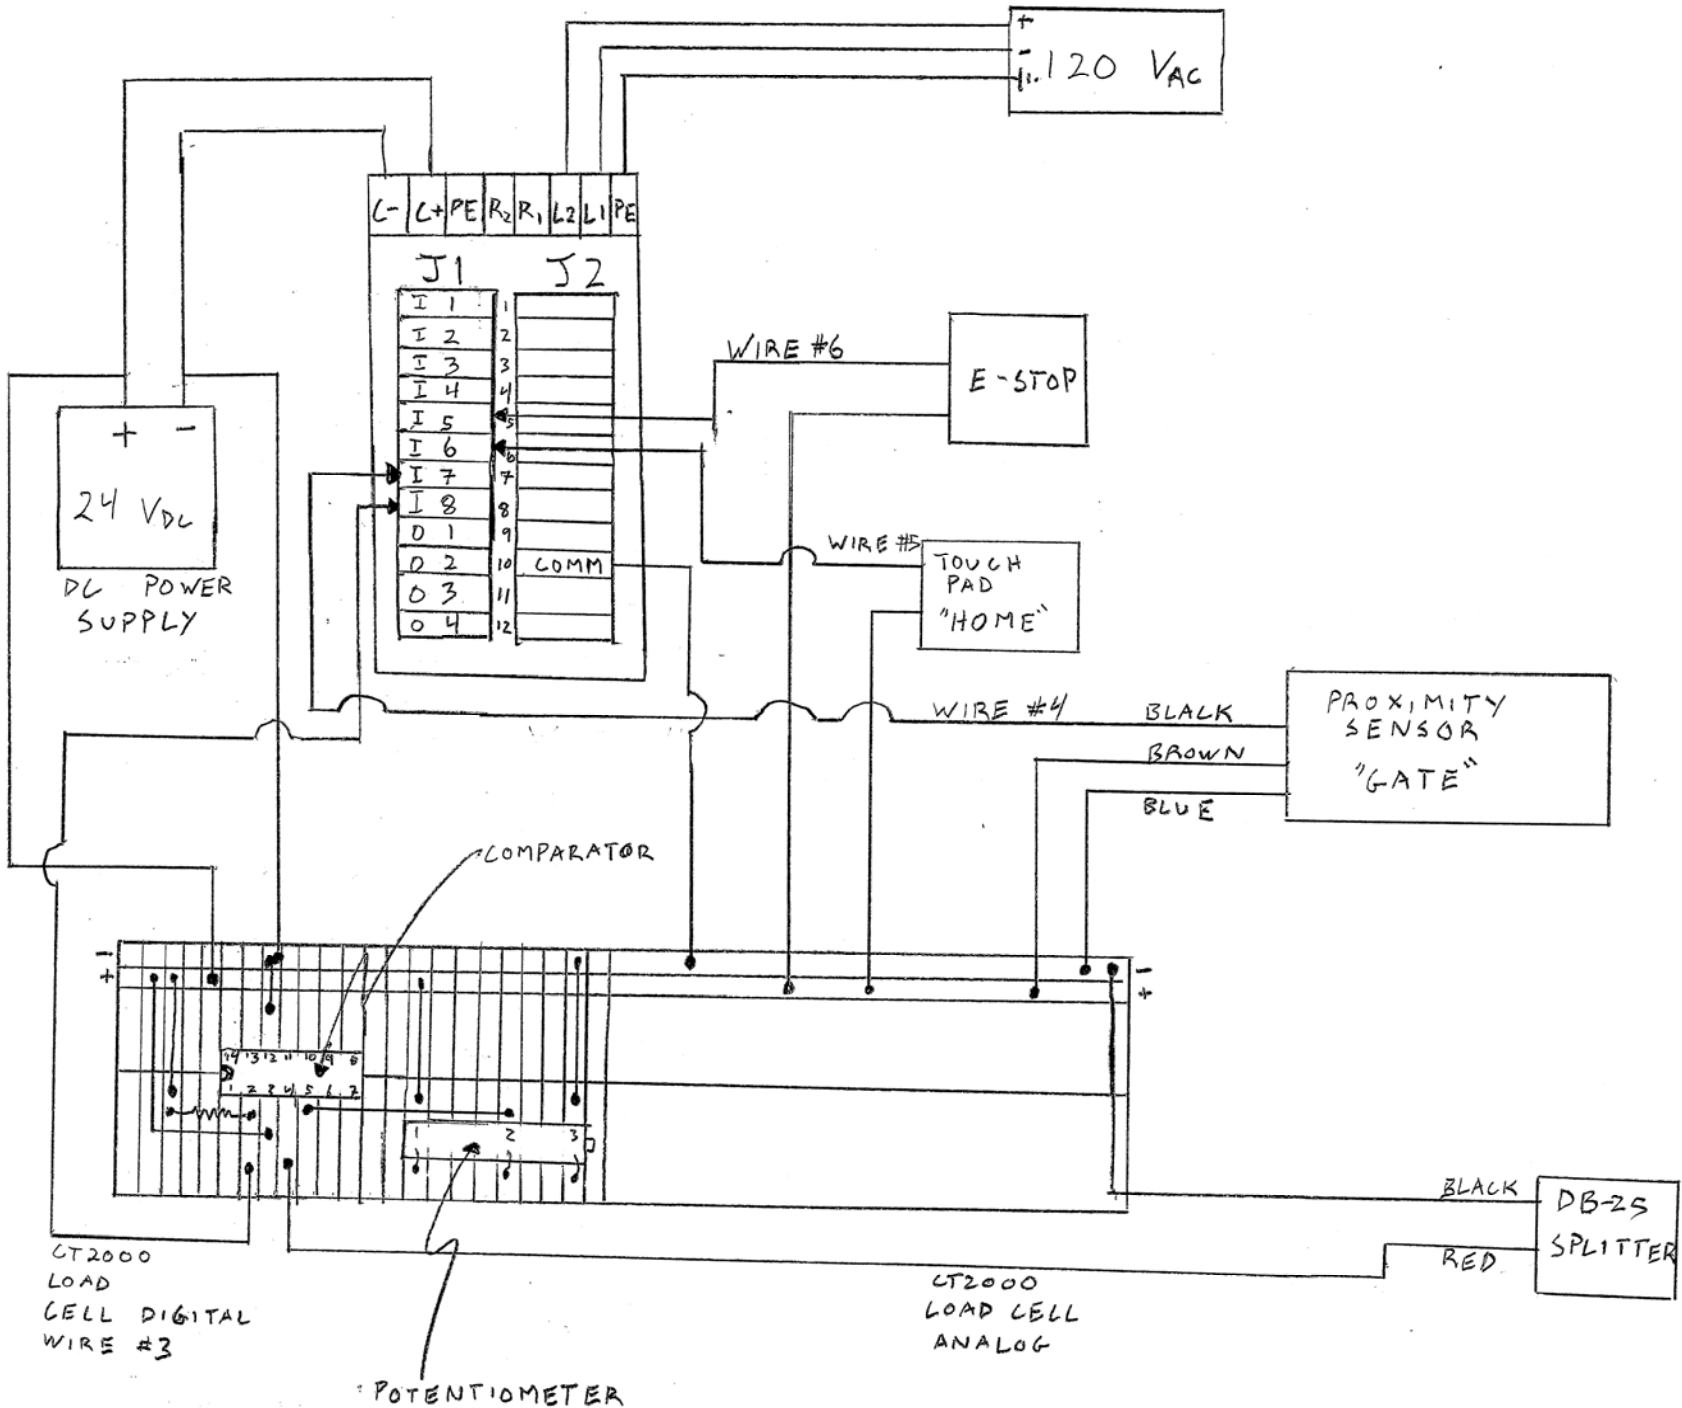 +
-
120 VAC
C- C+ PE R2 R1 L2 L1 PE
J1 J2
I 1 1
I 2 2
I 3 3
I 4 4
I 5 5
I 6 6
I 7 7
I 8 8
O 1 9
O 2 10 COMM
O 3 11
O 4 12
WIRE #6
E-STOP
+ -
24 VDC
DC POWER
SUPPLY
WIRE #5
TOUCH
PAD
"HOME"
WIRE #4 BLACK
BROWN
BLUE
PROXIMITY
SENSOR
"GATE"
COMPARATOR
-
+
-
+
14 13 12 11 10 9 8
1 2 3 4 5 6 7
1 2 3
BLACK
RED
DB-25
SPLITTER
CT2000
LOAD
CELL DIGITAL
WIRE #3
CT2000
LOAD CELL
ANALOG
POTENTIOMETER